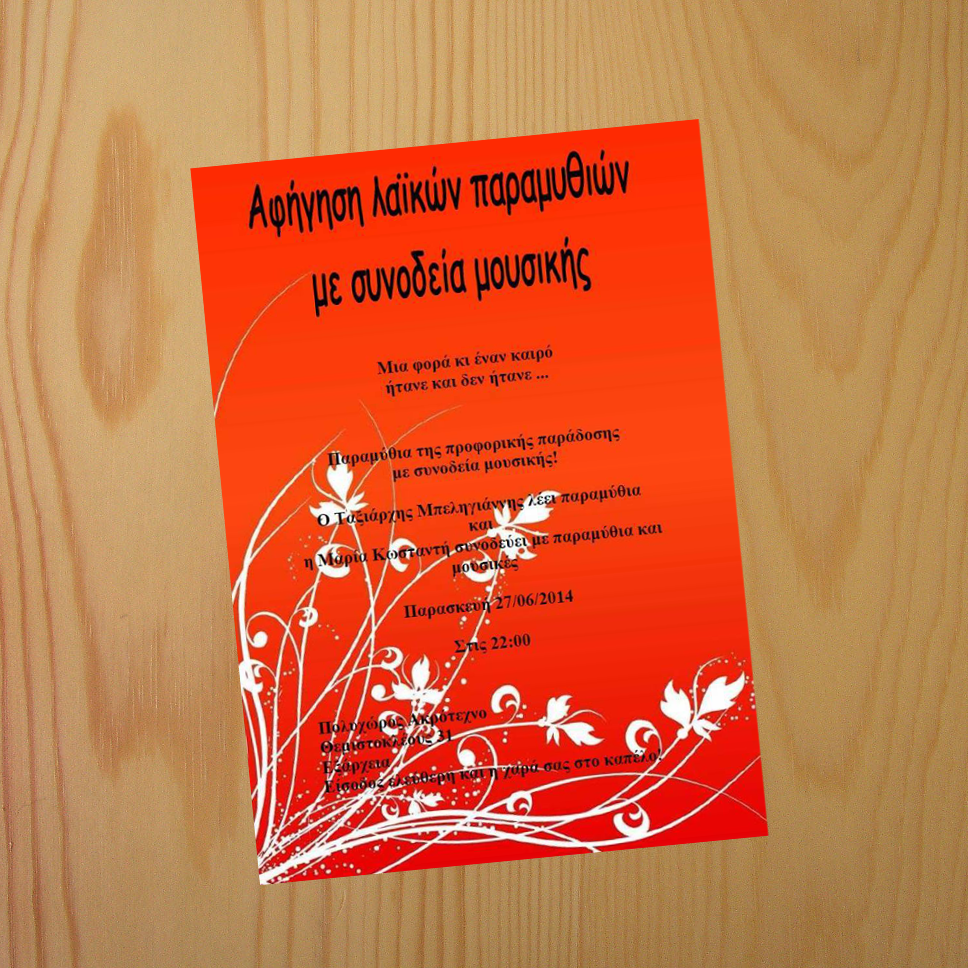 Αφήγηση λαϊκών παραμυθιών
με συνοδεία μουσικής
Μια φορά κι έναν καιρό
ήτανε και δεν ήτανε ...
Παραμύθια της προφορικής παράδοσης
με συνοδεία μουσικής!
Ο Ταξιάρχης Μπεληγιάννης λέει παραμύθια
και
η Μαρία Κωσταντή συνοδεύει με παραμύθια και
μουσικές
Παρασκευή 27/06/2014
Στις 22:00
Πολυχώρος Ακρότεχνο
Θεμιστοκλέους 31
Εξάρχεια
Είσοδος ελεύθερη και η χαρά σας στο καπέλο!